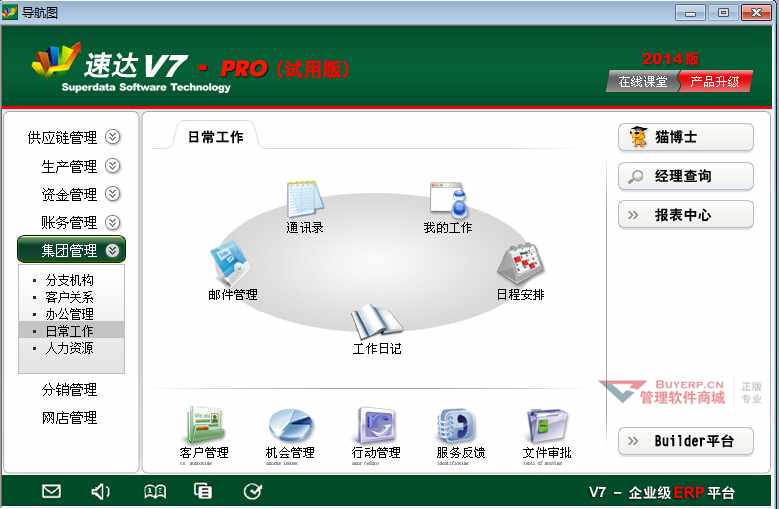 导航图
速达V7 - PRO(试用版)
Superdata Software Technology
2014版
在线课堂 产品升级
供应链管理
生产管理
资金管理
账务管理
集团管理
分支机构
客户关系
办公管理
日常工作
人力资源
分销管理
网店管理
日常工作
通讯录
我的工作
邮件管理
日程安排
工作日记
客户管理
机会管理
行动管理
服务反馈
文件审批
猫博士
经理查询
报表中心
BUYERP.CN
管理软件商城
正版
专业
Builder平台
V7 - 企业级ERP平台